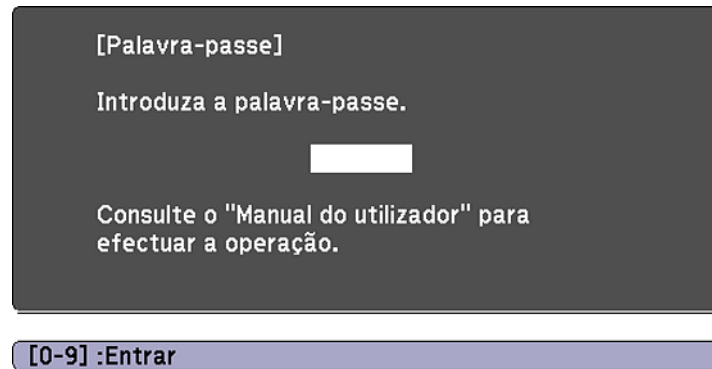 [Palavra-passe]
Introduza a palavra-passe.
Consulte o "Manual do utilizador" para
efectuar a operação.
[0-9] :Entrar